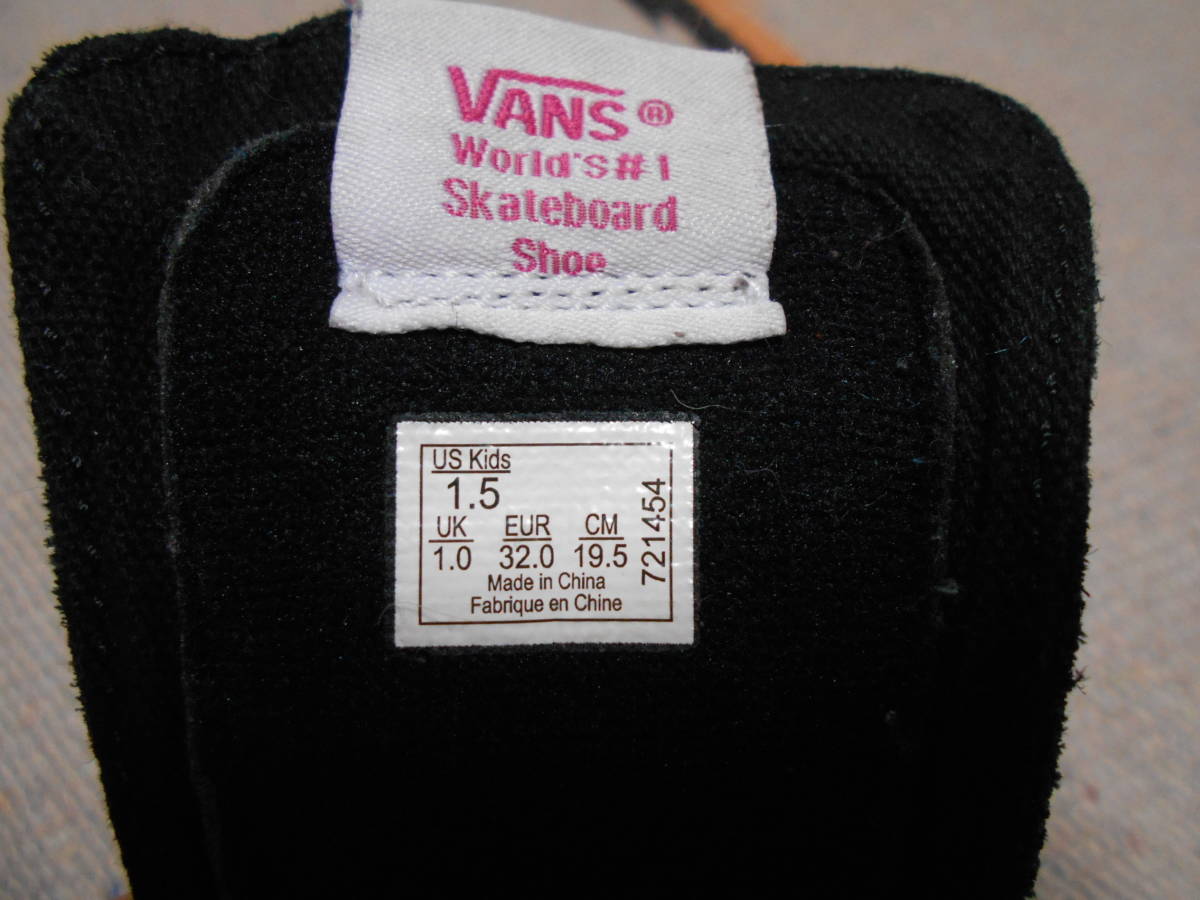 VANS®
World's #1
Skateboard
Shoe
US Kids
1.5
UK EUR CM
1.0 32.0 19.5
Made in China
Fabrique en Chine
721454